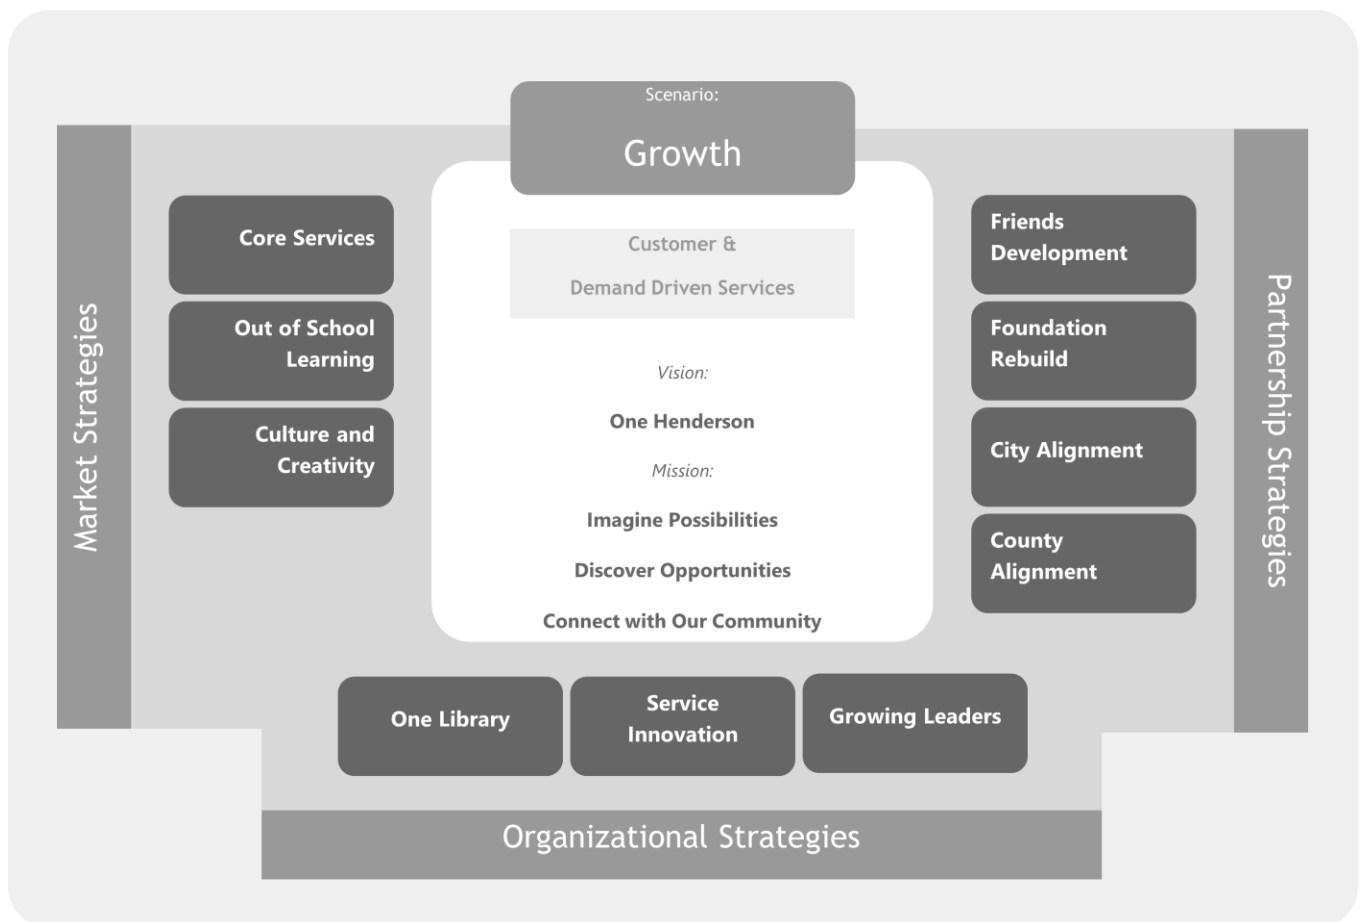 Scenario:
Growth
Customer &
Demand Driven Services
Vision:
One Henderson
Mission:
Imagine Possibilities
Discover Opportunities
Connect with Our Community
Market Strategies
Core Services
Out of School
Learning
Culture and
Creativity
Friends
Development
Foundation
Rebuild
City Alignment
County
Alignment
Partnership Strategies
One Library
Service
Innovation
Growing Leaders
Organizational Strategies